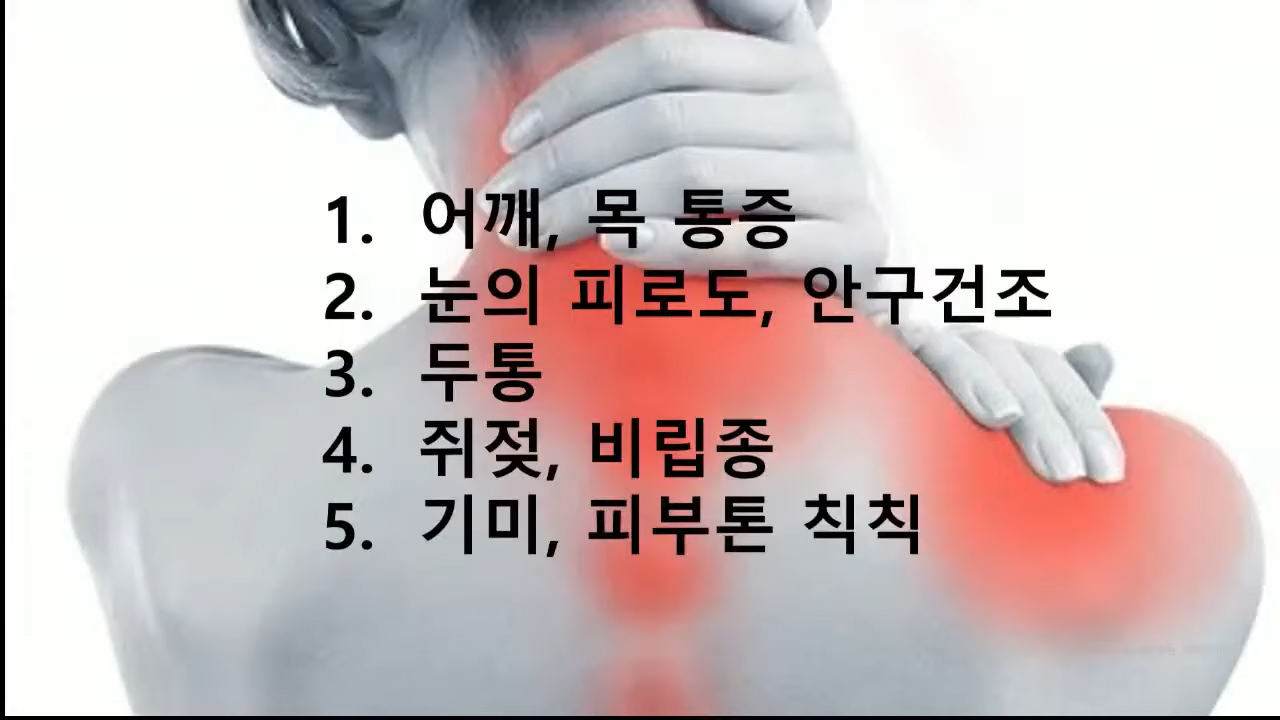 1. 어깨, 목 통증
2. 눈의 피로도, 안구건조
3. 두통
4. 쥐젖, 비립종
5. 기미, 피부톤 칙칙